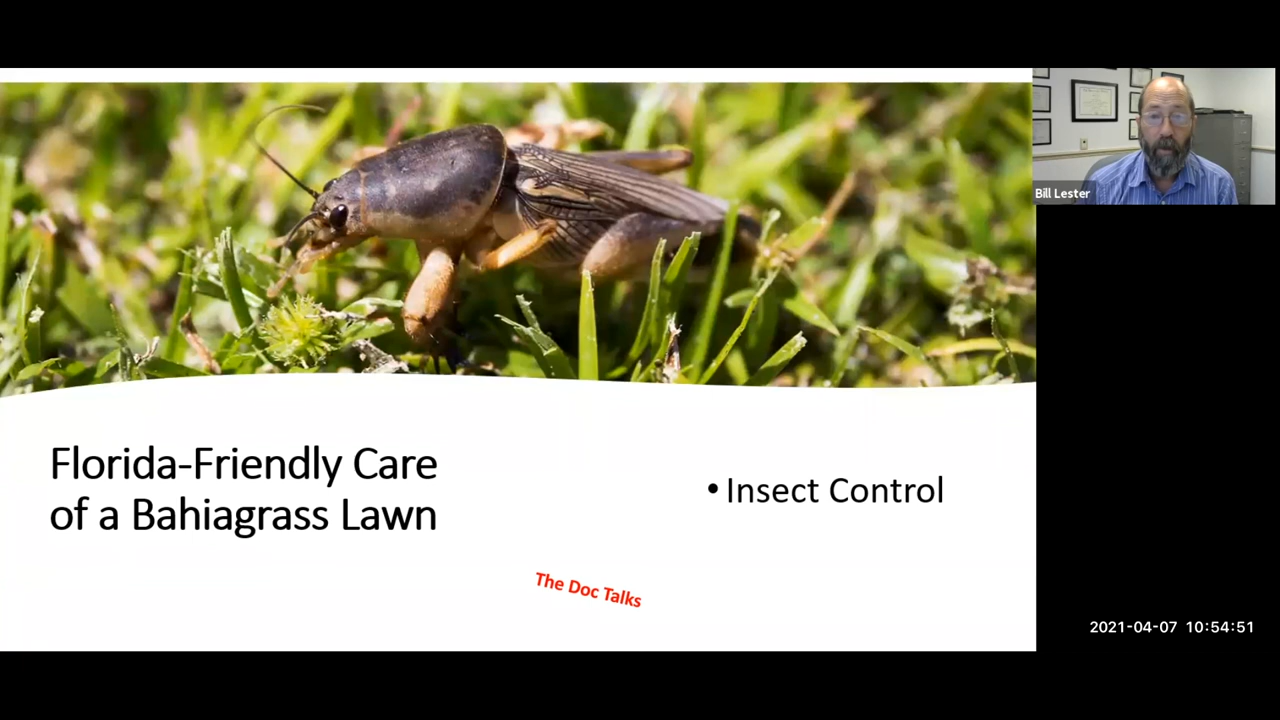 Bill Lester
Florida-Friendly Care
of a Bahiagrass Lawn
• Insect Control
The Doc Talks
2021-04-07 10:54:51